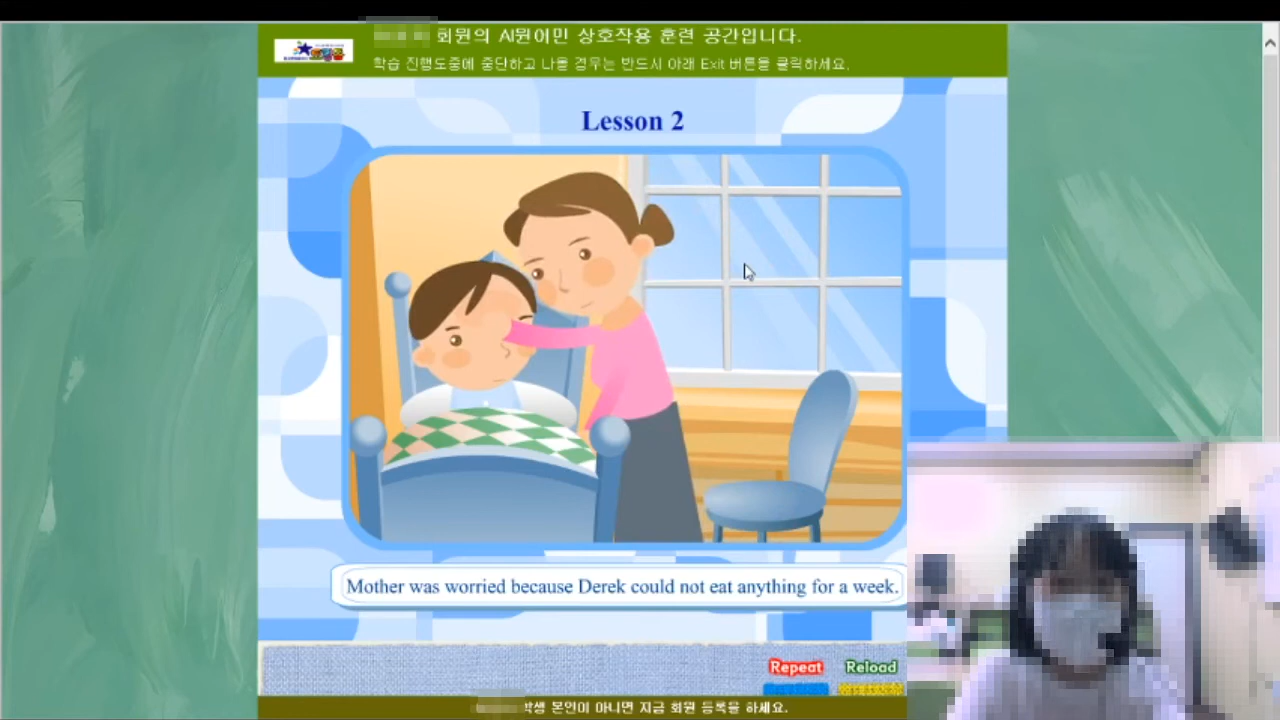 회원의 AI원어민 상호작용 훈련 공간입니다.
학습 진행도중에 중단하고 나올 경우는 반드시 아래 Exit 버튼을 클릭하세요.
Lesson 2
Mother was worried because Derek could not eat anything for a week.
Repeat
Reload
학생 본인이 아니면 지금 회원 등록을 하세요.